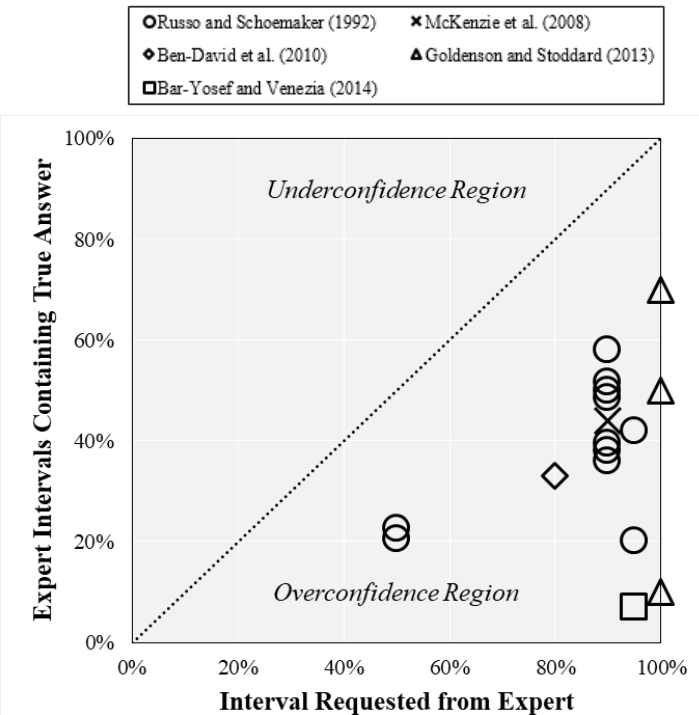 Russo and Schoemaker (1992) McKenzie et al. (2008)
Ben-David et al. (2010) Goldenson and Stoddard (2013)
Bar-Yosef and Venezia (2014)
100%
80%
60%
40%
20%
0%
Expert Intervals Containing True Answer
Underconfidence Region
Overconfidence Region
0% 20% 40% 60% 80% 100%
Interval Requested from Expert